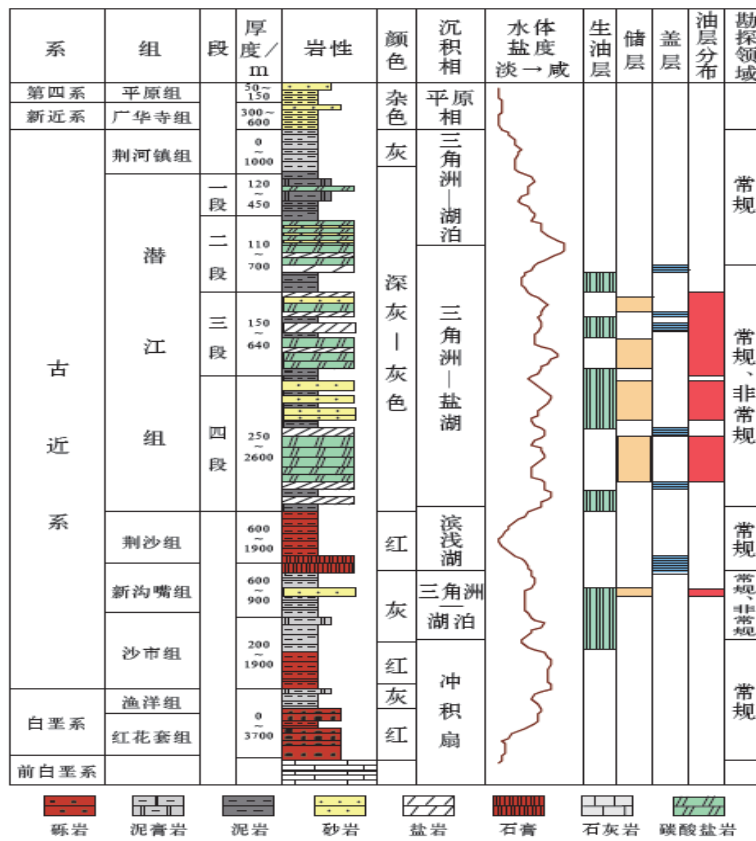 系 组 段 厚度/m 岩性 颜色 沉积相 水体盐度 淡→咸 生油层 储层 盖层 油层分布 勘探领域
第四系 平原组 50~150 杂色 平原相
新近系 广华寺组 300~600
古近系 荆河镇组 0~1000 灰 三角洲—湖泊 常规
潜江组 一段 120~450 深灰—灰色
二段 110~700
三段 150~640 三角洲—盐湖 常规、非常规
四段 250~2600
荆沙组 600~1900 红 滨浅湖 常规
新沟嘴组 600~900 灰 三角洲—湖泊 常规、非常规
沙市组 200~1900 红 冲积扇 常规
白垩系 渔洋组 0~3700 灰
红花套组 红
前白垩系
砾岩 泥膏岩 泥岩 砂岩 盐岩 石膏 石灰岩 碳酸盐岩